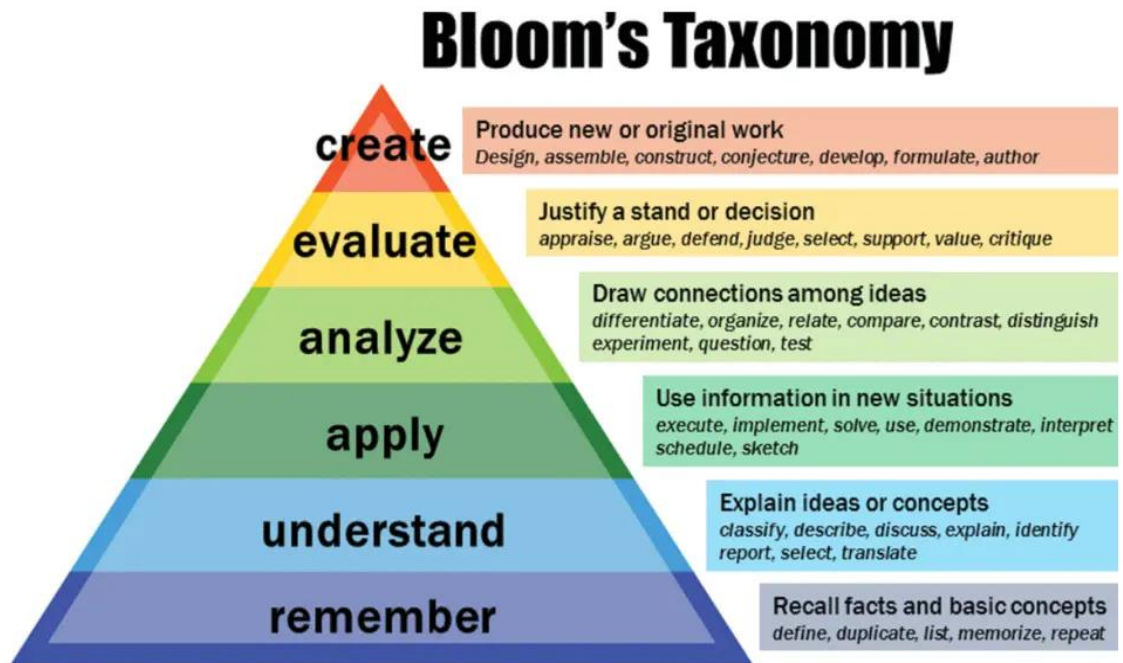 Bloom's Taxonomy
create
Produce new or original work
Design, assemble, construct, conjecture, develop, formulate, author
evaluate
Justify a stand or decision
appraise, argue, defend, judge, select, support, value, critique
analyze
Draw connections among ideas
differentiate, organize, relate, compare, contrast, distinguish
experiment, question, test
apply
Use information in new situations
execute, implement, solve, use, demonstrate, interpret
schedule, sketch
understand
Explain ideas or concepts
classify, describe, discuss, explain, identify
report, select, translate
remember
Recall facts and basic concepts
define, duplicate, list, memorize, repeat